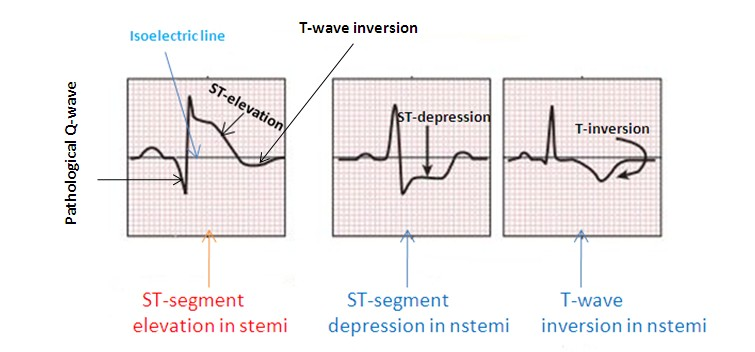 Isoelectric line
T-wave inversion
Pathological Q-wave
ST-elevation
ST-depression
T-inversion
ST-segment
elevation in stemi
ST-segment
depression in nstemi
T-wave
inversion in nstemi